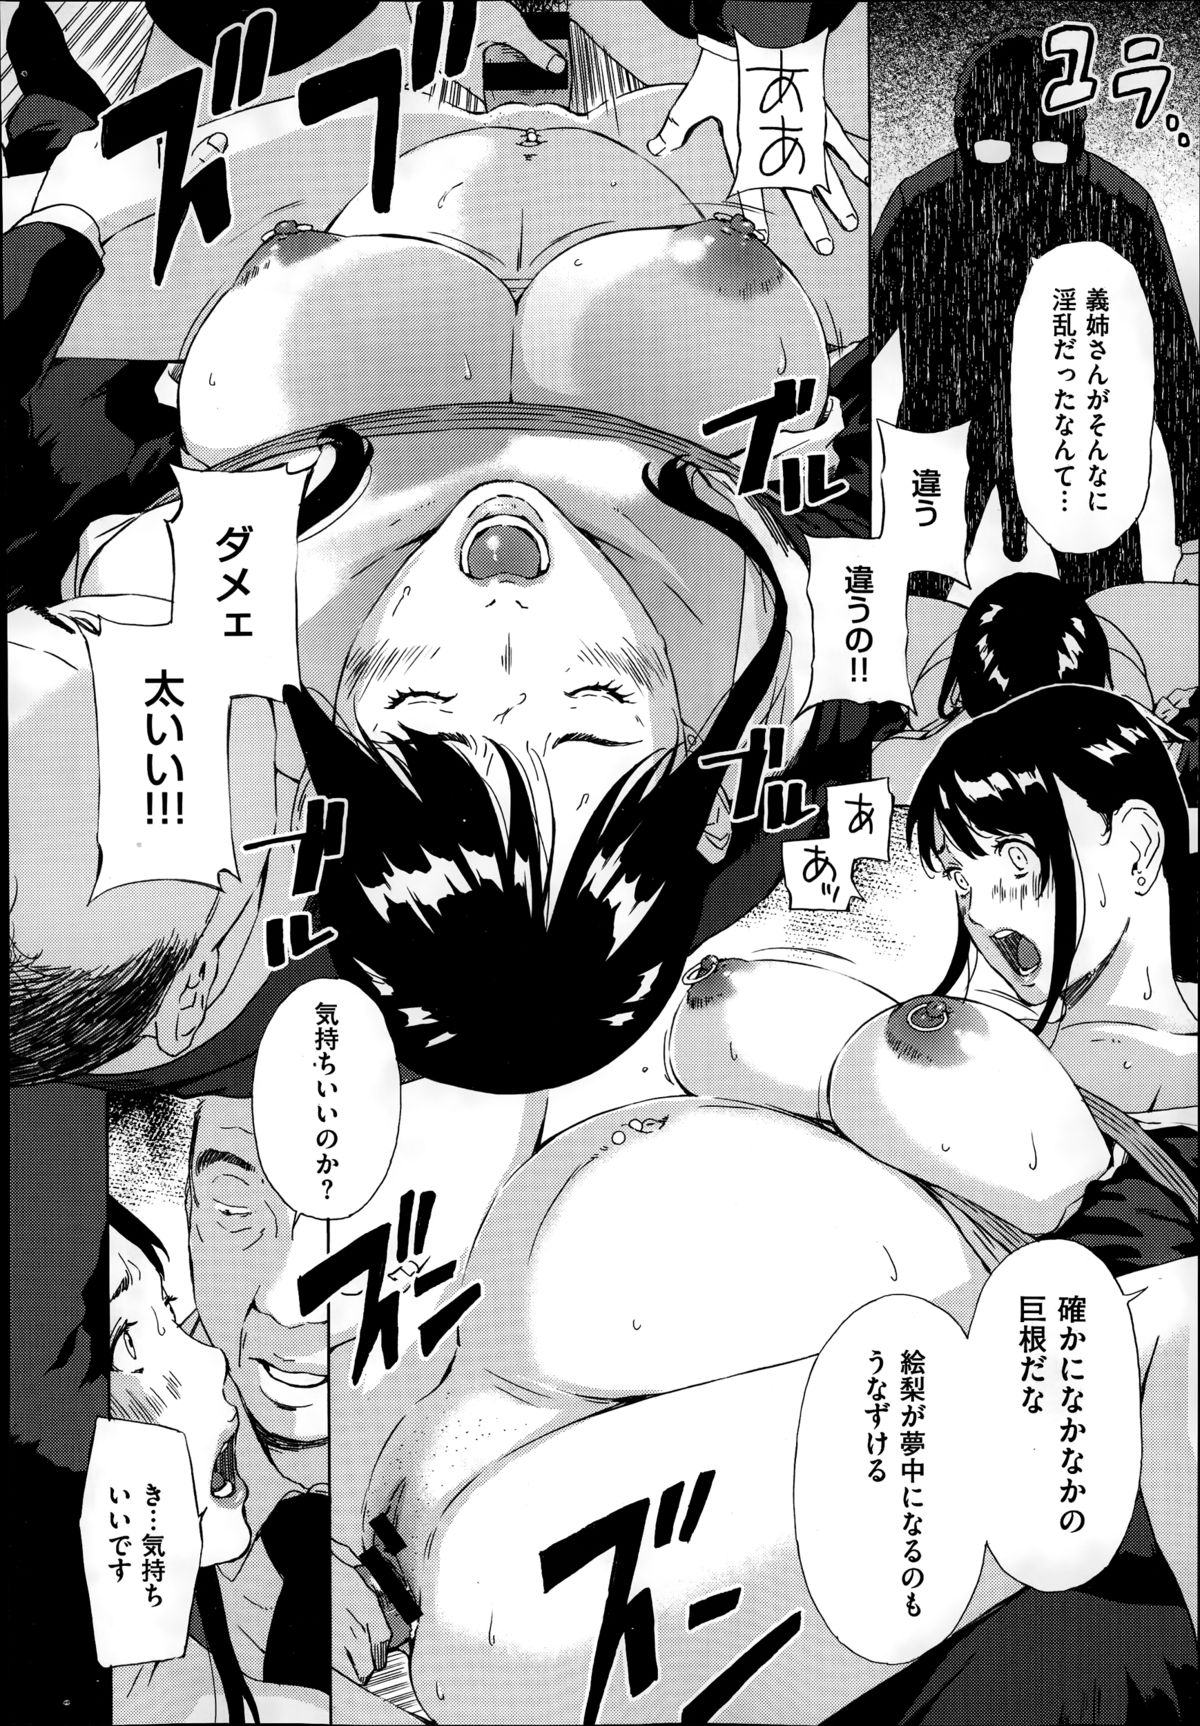 ユラ。。
義姉さんがそんなに
淫乱だったなんて…
違う
違うの!!
ああ
ズブ
ブル
ダメェ
太いい!!!
ブル
ブル
あ
あッ
確かになかなかの
巨根だな
絵梨が夢中になるのも
うなずける
ズン
気持ちいいのか?
ズン
き…気持ち
いいです